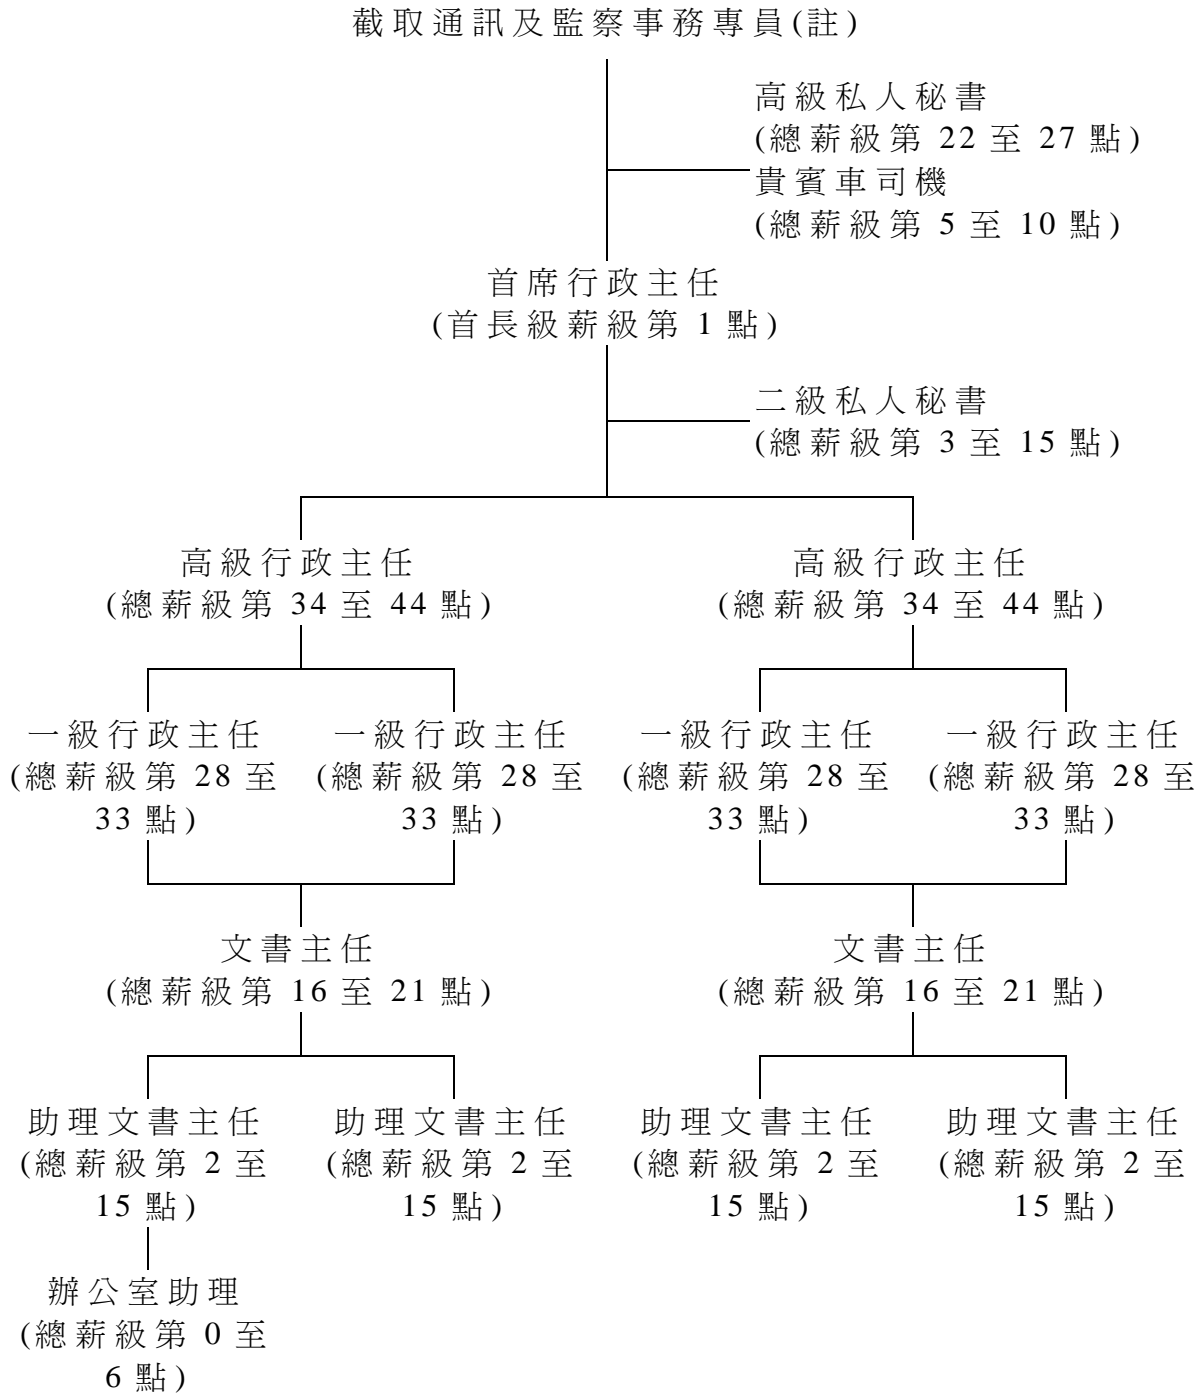 截取通訊及監察事務專員(註)
高級私人秘書
(總薪級第 22 至 27 點)
貴賓車司機
(總薪級第 5 至 10 點)
首席行政主任
(首長級薪級第 1 點)
二級私人秘書
(總薪級第 3 至 15 點)
高級行政主任
(總薪級第 34 至 44 點)
高級行政主任
(總薪級第 34 至 44 點)
一級行政主任
(總薪級第 28 至
33 點)
一級行政主任
(總薪級第 28 至
33 點)
一級行政主任
(總薪級第 28 至
33 點)
一級行政主任
(總薪級第 28 至
33 點)
文書主任
(總薪級第 16 至 21 點)
文書主任
(總薪級第 16 至 21 點)
助理文書主任
(總薪級第 2 至
15 點)
助理文書主任
(總薪級第 2 至
15 點)
助理文書主任
(總薪級第 2 至
15 點)
助理文書主任
(總薪級第 2 至
15 點)
辦公室助理
(總薪級第 0 至
6 點)